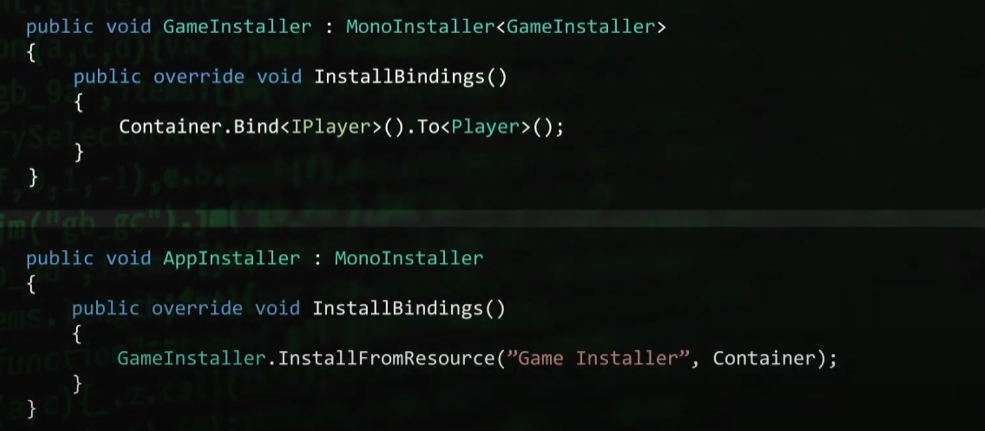 public void GameInstaller : MonoInstaller<GameInstaller>
{
    public override void InstallBindings()
    {
        Container.Bind<IPlayer>().To<Player>();
    }
}
public void AppInstaller : MonoInstaller
{
    public override void InstallBindings()
    {
        GameInstaller.InstallFromResource(”Game Installer”, Container);
    }
}